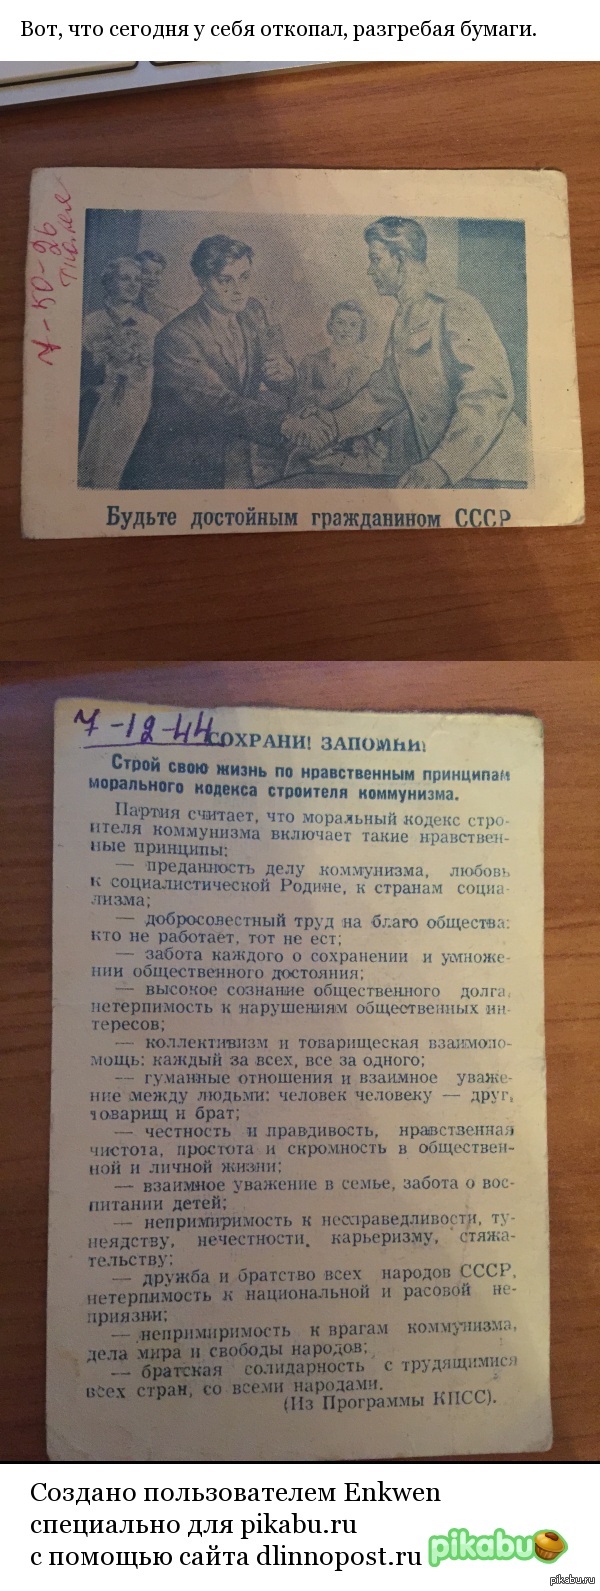 Вот, что сегодня у себя откопал, разгребая бумаги.
7-50-96
Будьте достойным гражданином СССР
7-12-44
СОХРАНИ! ЗАПОМНИ!
Строй свою жизнь по нравственным принципам
морального кодекса строителя коммунизма.
Партия считает, что моральный кодекс стро-
ителя коммунизма включает такие нравствен-
ные принципы:
— преданность делу коммунизма, любовь
к социалистической Родине, к странам социа-
лизма;
— добросовестный труд на благо общества:
кто не работает, тот не ест;
— забота каждого о сохранении и умноже-
нии общественного достояния;
— высокое сознание общественного долга,
нетерпимость к нарушениям общественных ин-
тересов;
— коллективизм и товарищеская взаимопо-
мощь: каждый за всех, все за одного;
— гуманные отношения и взаимное уваже-
ние между людьми: человек человеку — друг,
товарищ и брат;
— честность и правдивость, нравственная
чистота, простота и скромность в обществен-
ной и личной жизни;
— взаимное уважение в семье, забота о вос-
питании детей;
— непримиримость к несправедливости, ту-
неядству, нечестности, карьеризму, стяжа-
тельству;
— дружба и братство всех народов СССР,
нетерпимость к национальной и расовой не-
приязни;
— непримиримость к врагам коммунизма,
дела мира и свободы народов;
— братская солидарность с трудящимися
всех стран, со всеми народами.
(Из Программы КПСС).
Создано пользователем Enkwen
специально для pikabu.ru
с помощью сайта dlinnopost.ru pikabu
pikabu.ru